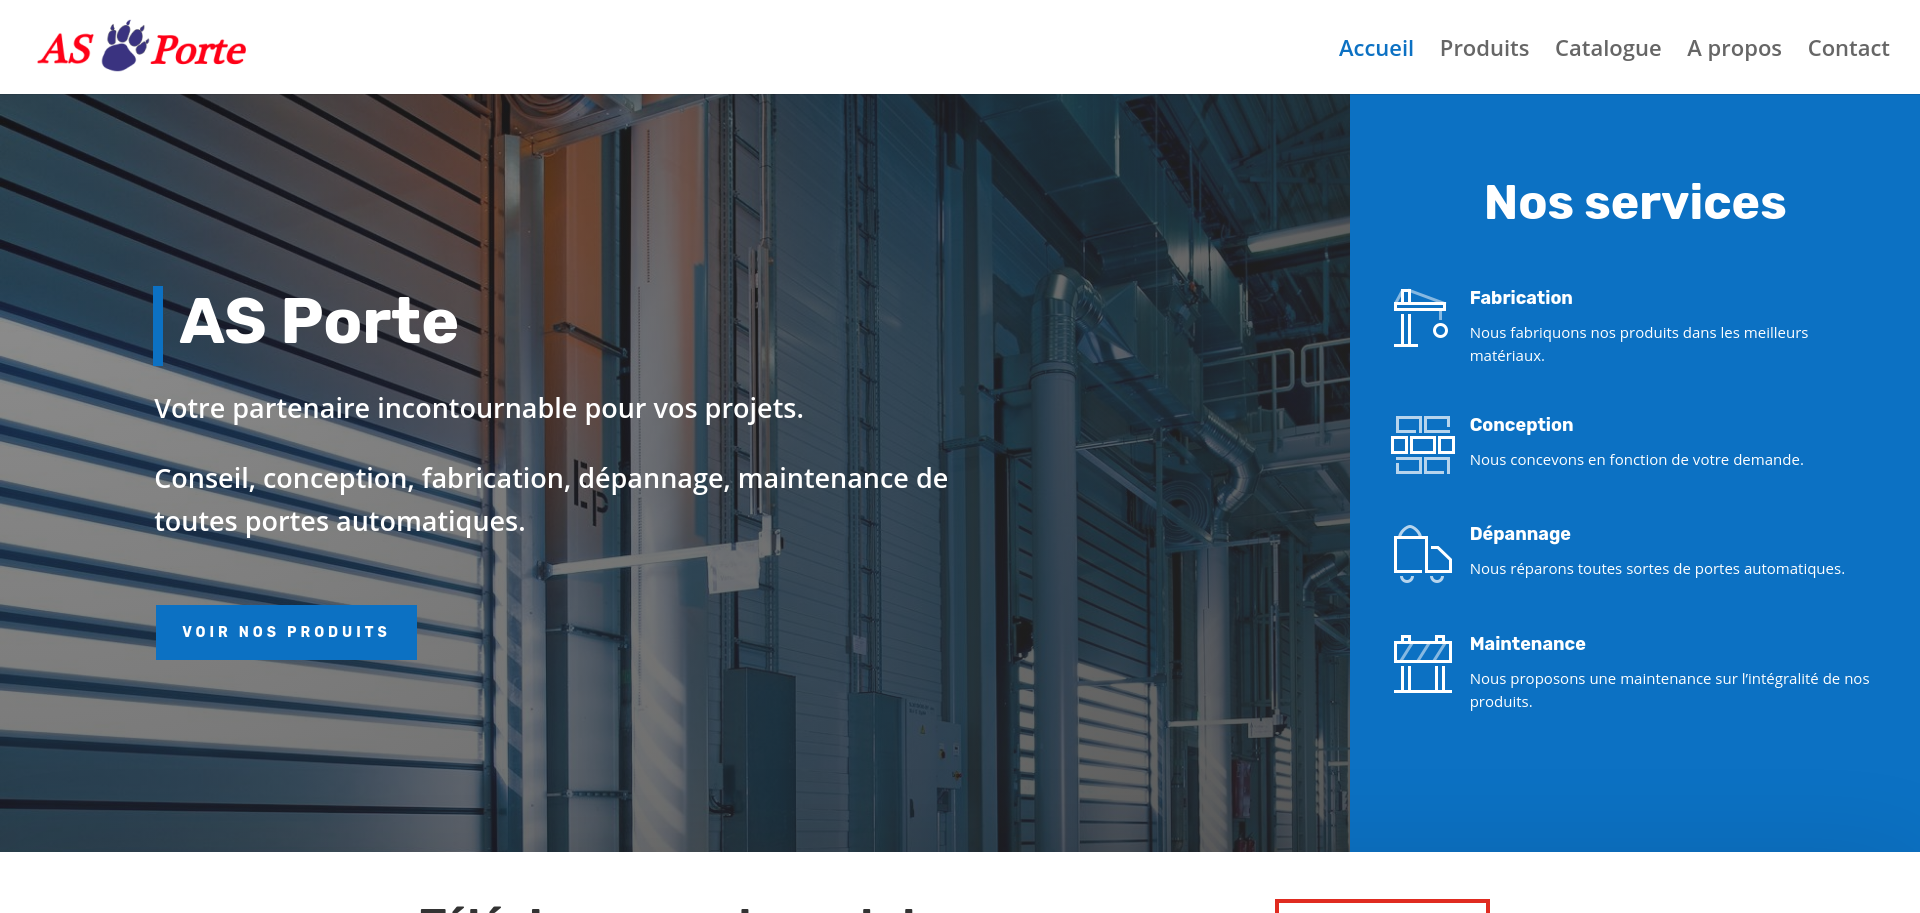 AS Porte
Accueil
Produits
Catalogue
A propos
Contact
AS Porte
Votre partenaire incontournable pour vos projets.
Conseil, conception, fabrication, dépannage, maintenance de
toutes portes automatiques.
VOIR NOS PRODUITS
Nos services
Fabrication
Nous fabriquons nos produits dans les meilleurs
matériaux.
Conception
Nous concevons en fonction de votre demande.
Dépannage
Nous réparons toutes sortes de portes automatiques.
Maintenance
Nous proposons une maintenance sur l'intégralité de nos
produits.